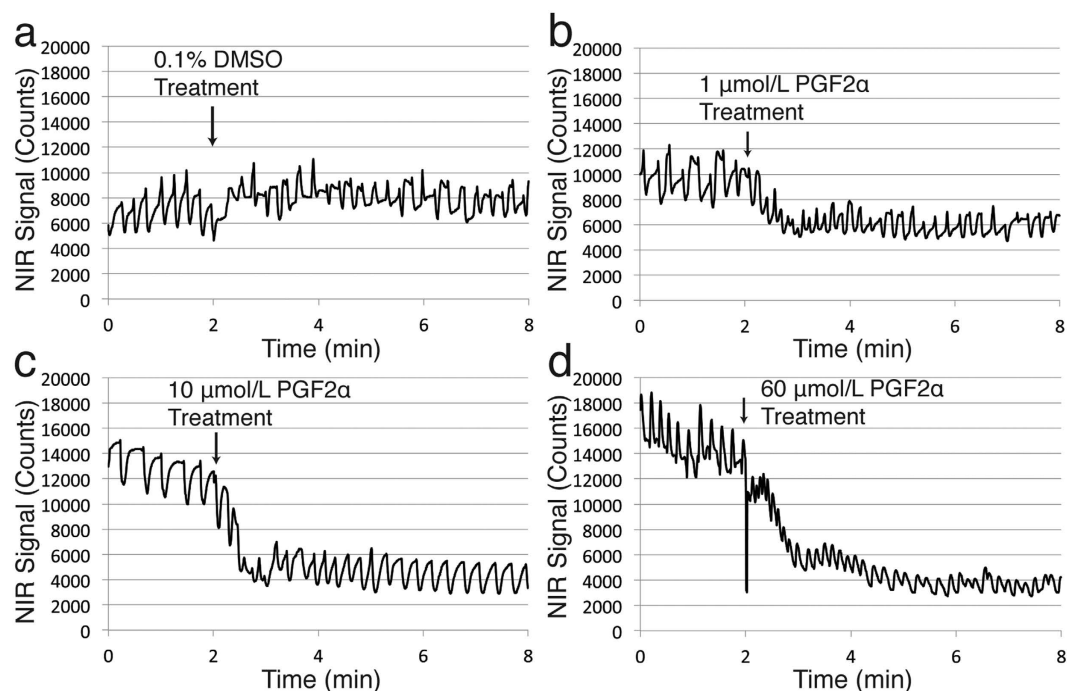 a
0.1% DMSO
Treatment
NIR Signal (Counts)
20000
18000
16000
14000
12000
10000
8000
6000
4000
2000
0
0 2 4 6 8
Time (min)
b
1 µmol/L PGF2α
Treatment
NIR Signal (Counts)
20000
18000
16000
14000
12000
10000
8000
6000
4000
2000
0
0 2 4 6 8
Time (min)
c
10 µmol/L PGF2α
Treatment
NIR Signal (Counts)
20000
18000
16000
14000
12000
10000
8000
6000
4000
2000
0
0 2 4 6 8
Time (min)
d
60 µmol/L PGF2α
Treatment
NIR Signal (Counts)
20000
18000
16000
14000
12000
10000
8000
6000
4000
2000
0
0 2 4 6 8
Time (min)